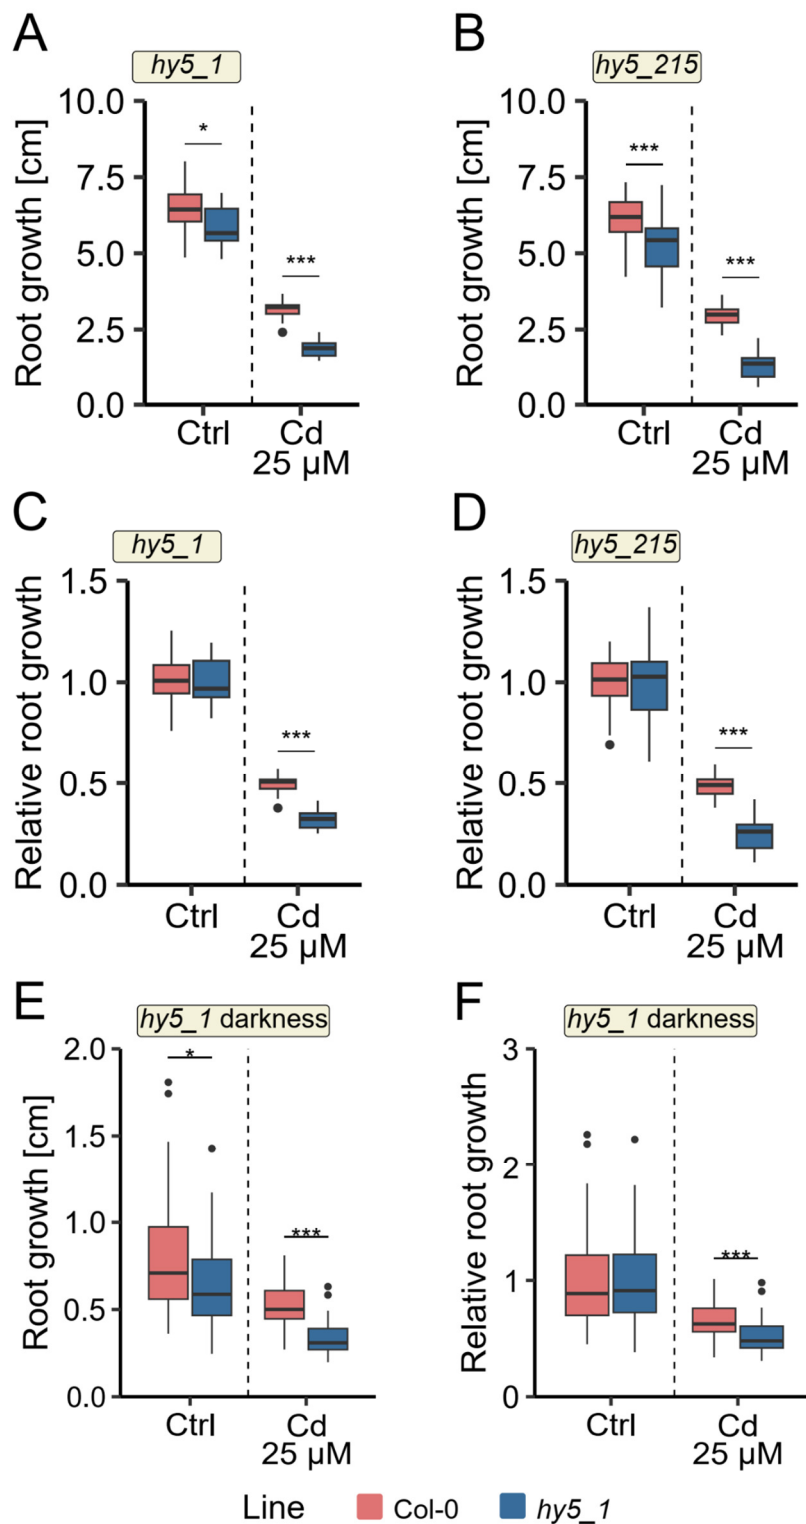 A
B
hy5_1
hy5_215
10.0
7.5
5.0
2.5
0.0
Root growth [cm]
*
***
Ctrl
Cd
25 µM
10.0
7.5
5.0
2.5
0.0
Root growth [cm]
***
***
Ctrl
Cd
25 µM
C
D
hy5_1
hy5_215
1.5
1.0
0.5
0.0
Relative root growth
***
Ctrl
Cd
25 µM
1.5
1.0
0.5
0.0
Relative root growth
***
Ctrl
Cd
25 µM
E
F
hy5_1 darkness
hy5_1 darkness
2.0
1.5
1.0
0.5
0.0
Root growth [cm]
*
***
Ctrl
Cd
25 µM
3
2
1
0
Relative root growth
***
Ctrl
Cd
25 µM
Line Col-0 hy5_1